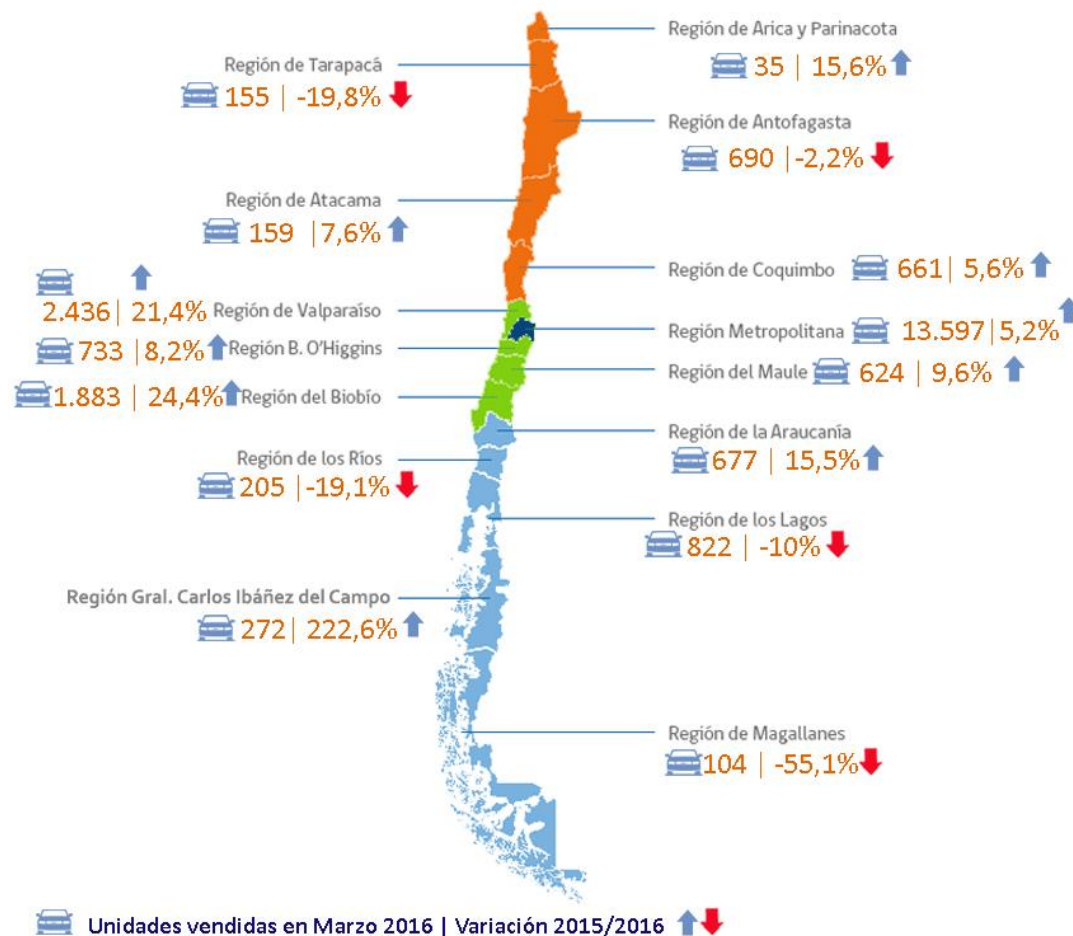 Región de Arica y Parinacota
35 | 15,6%
Región de Tarapacá
155 | -19,8%
Región de Antofagasta
690 | -2,2%
Región de Atacama
159 | 7,6%
Región de Coquimbo 661 | 5,6%
2.436 | 21,4% Región de Valparaíso
Región Metropolitana 13.597 | 5,2%
733 | 8,2% Región B. O'Higgins
Región del Maule 624 | 9,6%
1.883 | 24,4% Región del Biobío
Región de la Araucanía
677 | 15,5%
Región de los Ríos
205 | -19,1%
Región de los Lagos
822 | -10%
Región Gral. Carlos Ibáñez del Campo
272 | 222,6%
Región de Magallanes
104 | -55,1%
Unidades vendidas en Marzo 2016 | Variación 2015/2016